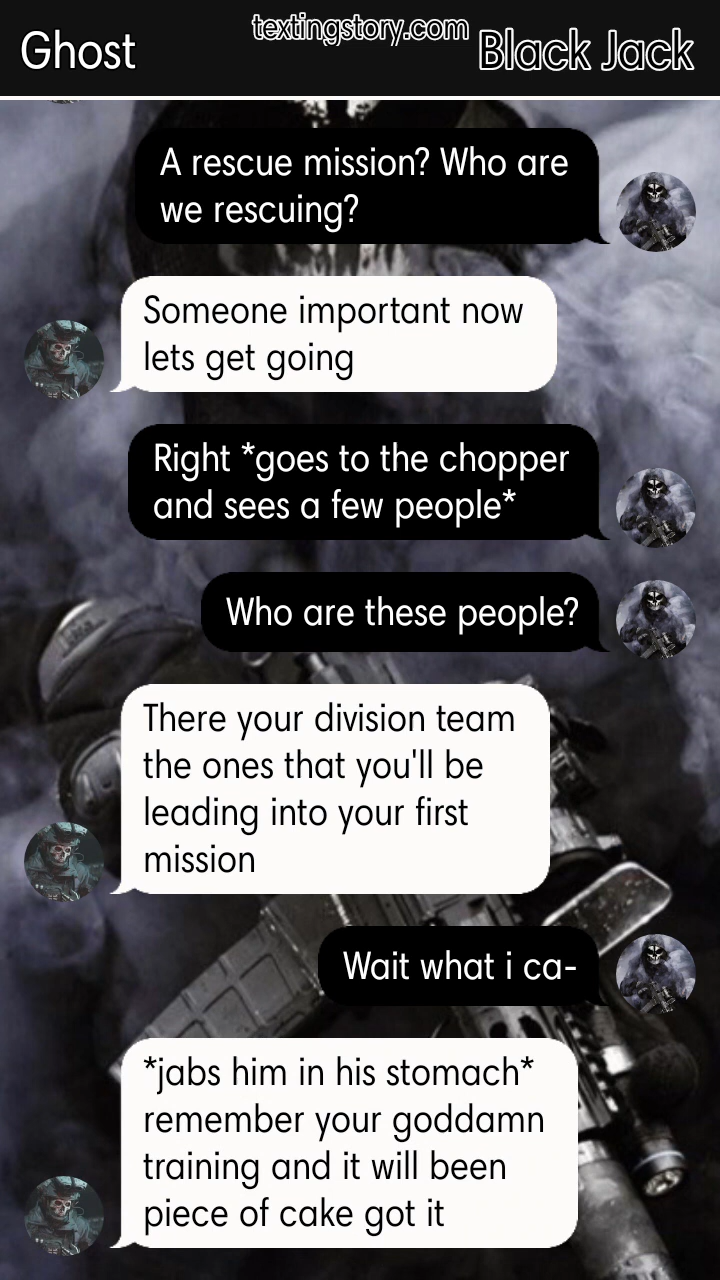 Ghost
textingstory.com
Black Jack
A rescue mission? Who are
we rescuing?
Someone important now
lets get going
Right *goes to the chopper
and sees a few people*
Who are these people?
There your division team
the ones that you'll be
leading into your first
mission
Wait what i ca-
*jabs him in his stomach*
remember your goddamn
training and it will been
piece of cake got it